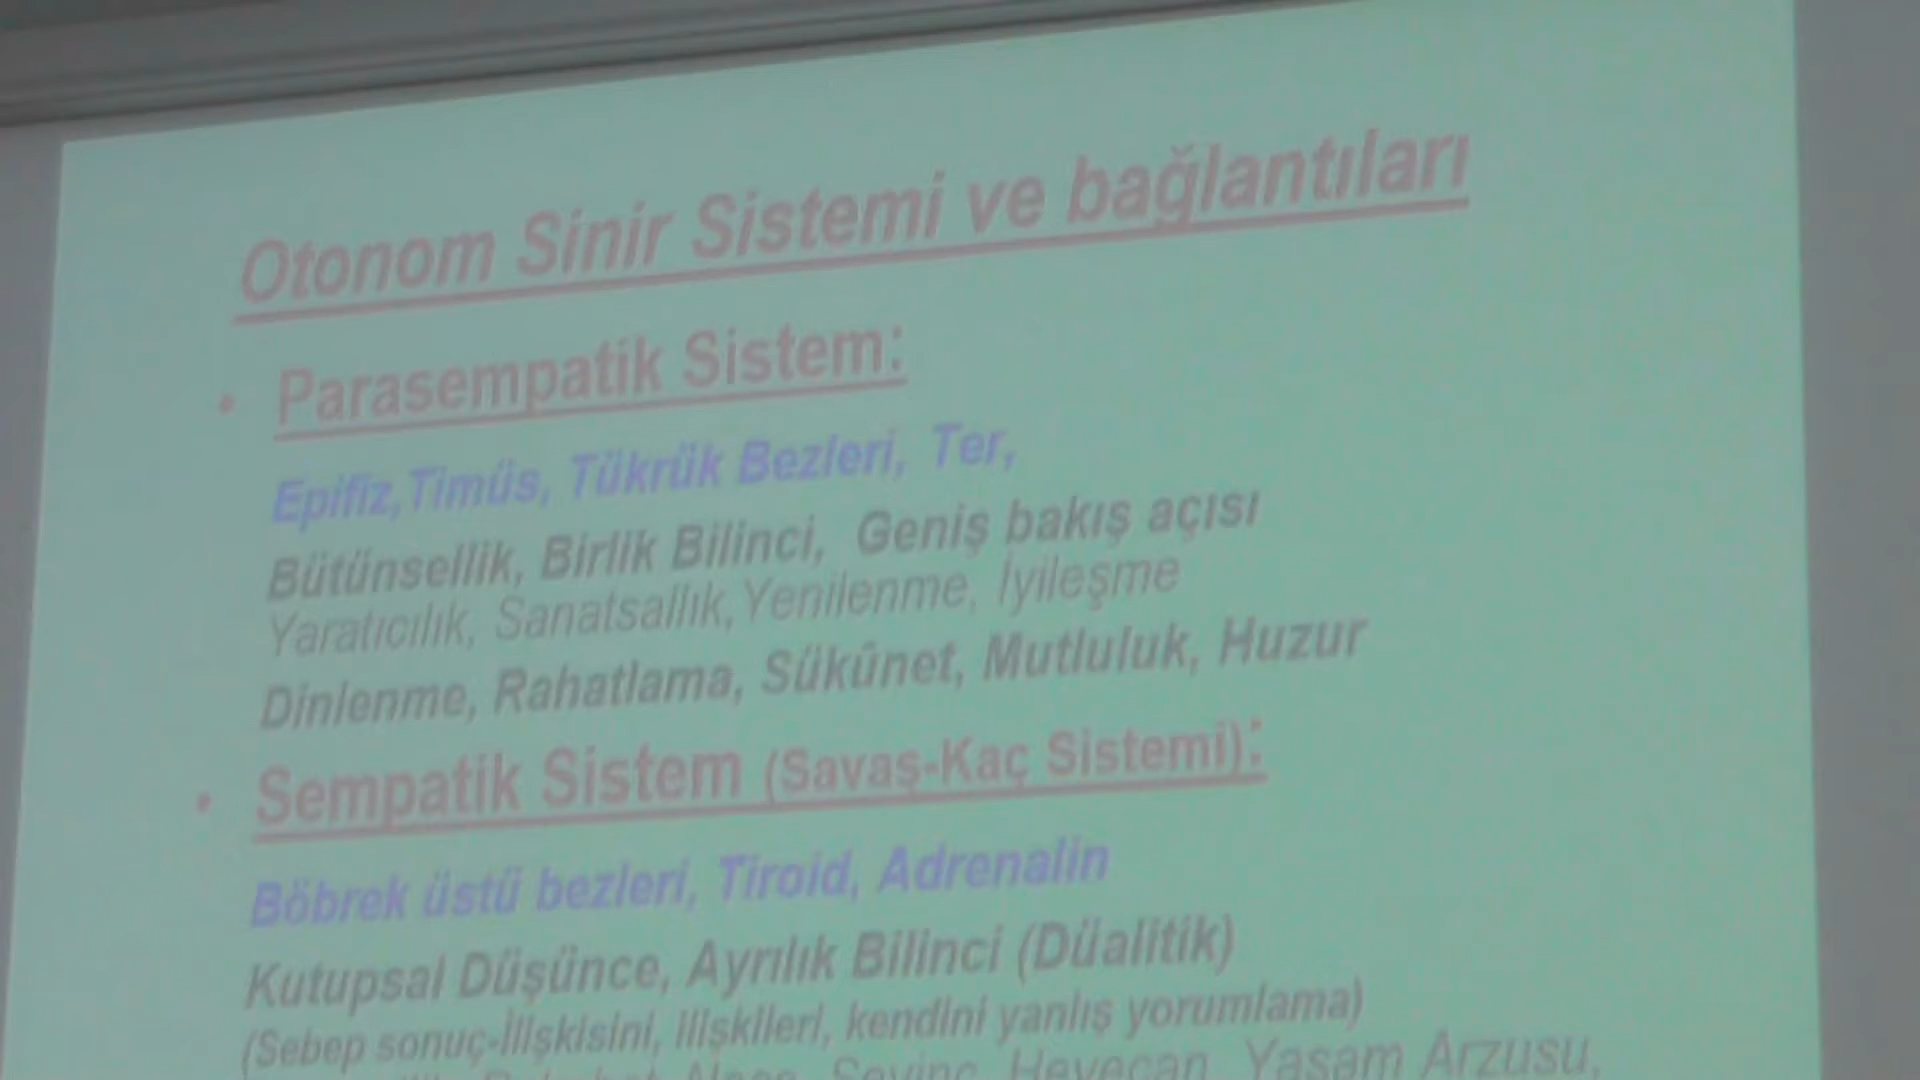 Otonom Sinir Sistemi ve bağlantıları
• Parasempatik Sistem:
Epifiz, Timüs, Tükrük Bezleri, Ter,
Bütünsellik, Birlik Bilinci, Geniş bakış açısı
Yaratıcılık, Sanatsallık, Yenilenme, İyileşme
Dinlenme, Rahatlama, Sükûnet, Mutluluk, Huzur
• Sempatik Sistem (Savaş-Kaç Sistemi):
Böbrek üstü bezleri, Tiroid, Adrenalin
Kutupsal Düşünce, Ayrılık Bilinci (Düalitik)
(Sebep sonuç-İlişkisini, ilişkileri, kendini yanlış yorumlama)
Sevinç, Heyecan, Yaşam Arzusu,